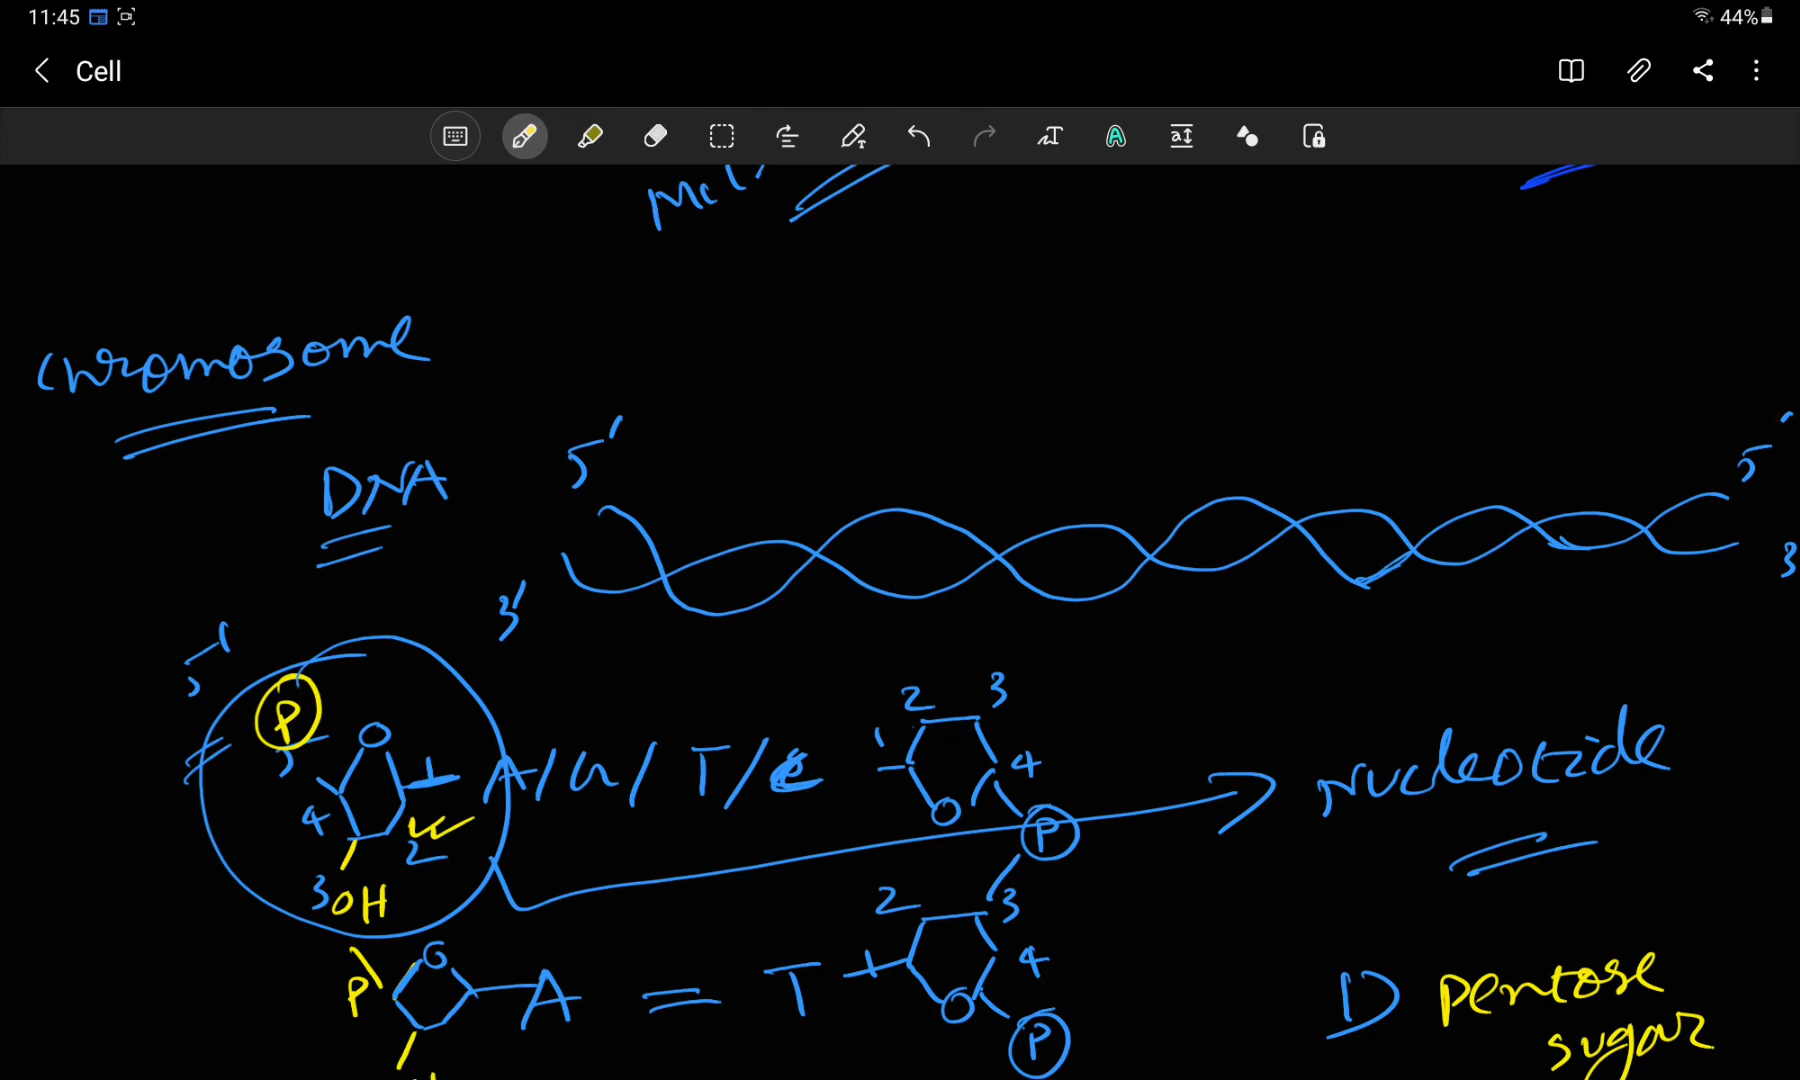 11:45 44%
Cell
chromosome
DNA
5' 5'
3' 3
5'
P
5 O 1 A/G/T/C
4 2
3 OH
2 3
1 4
O P
nucleotide
P O A = T
2 3
4
O P
D pentose
sugar